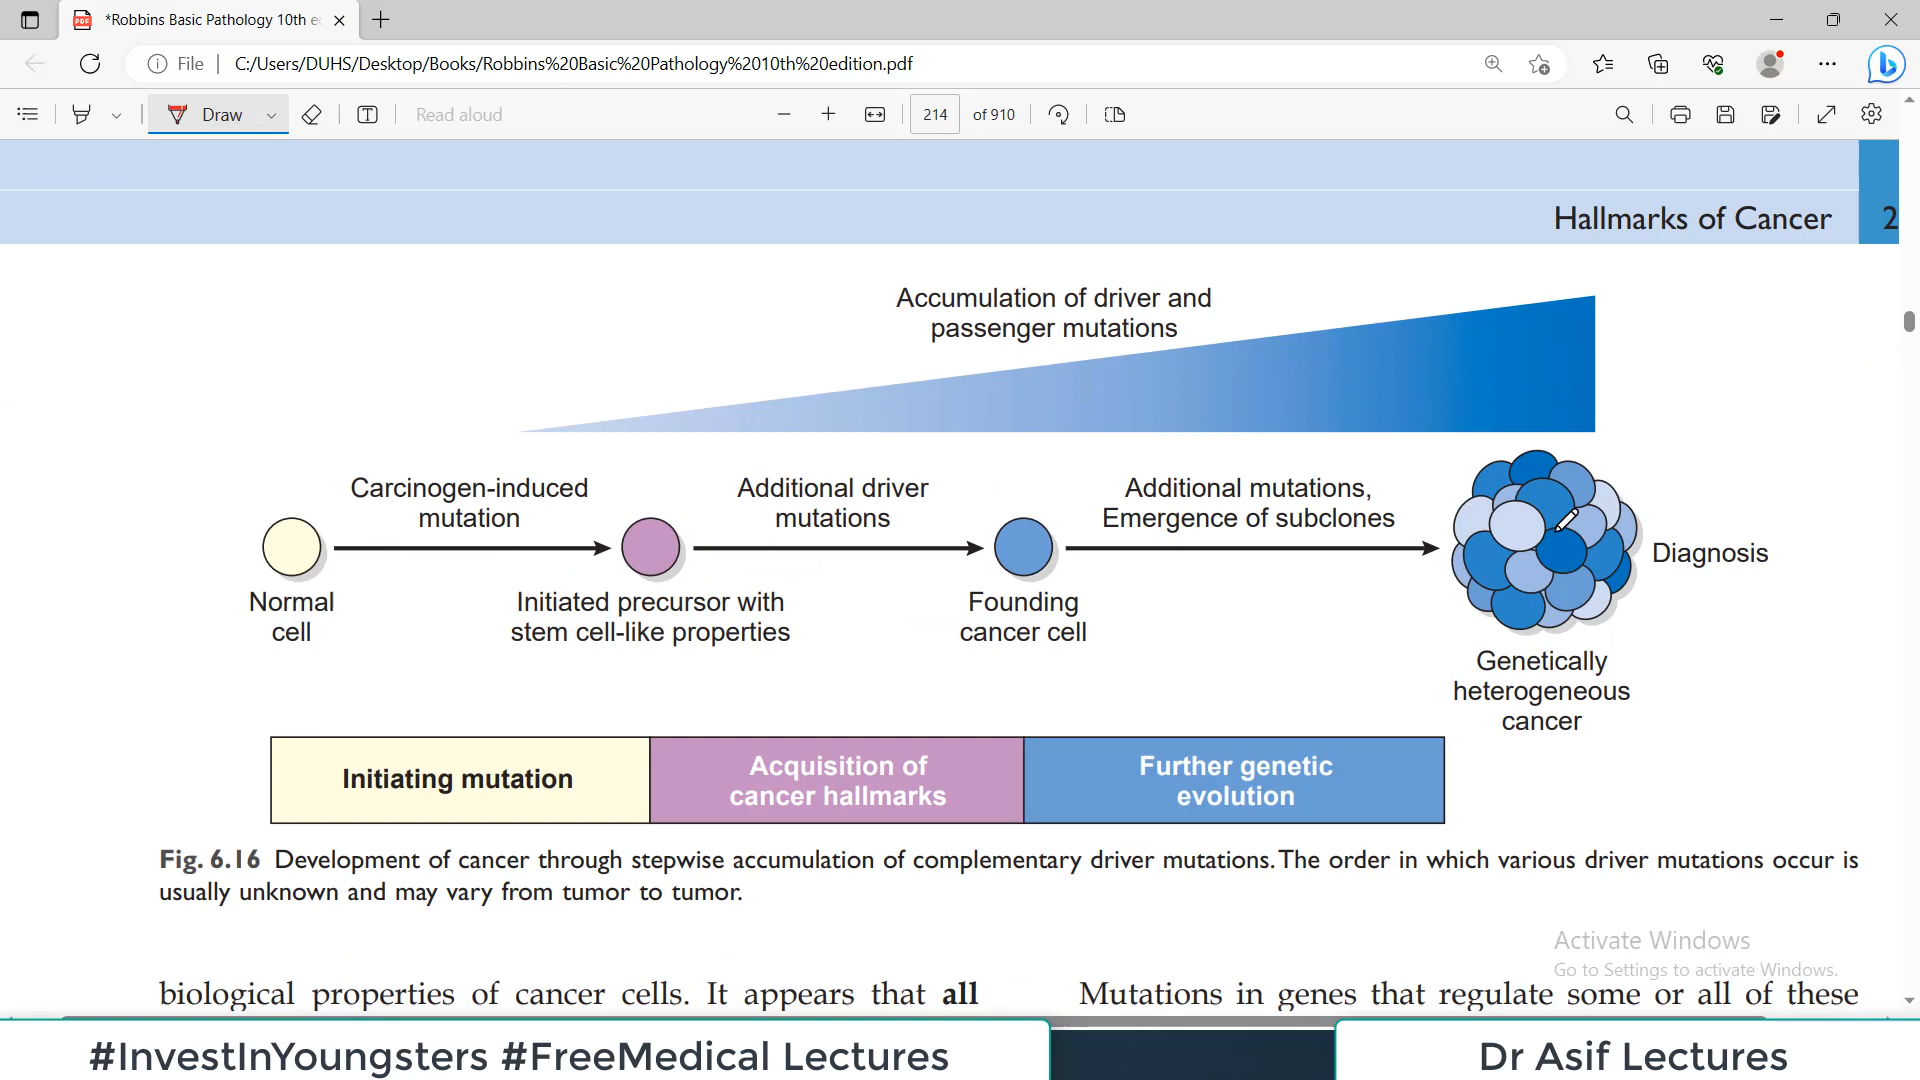 *Robbins Basic Pathology 10th ec
File
C:/Users/DUHS/Desktop/Books/Robbins%20Basic%20Pathology%2010th%20edition.pdf
Draw
Read aloud
214 of 910
Hallmarks of Cancer 2
Accumulation of driver and
passenger mutations
Carcinogen-induced
mutation
Additional driver
mutations
Additional mutations,
Emergence of subclones
Diagnosis
Normal
cell
Initiated precursor with
stem cell-like properties
Founding
cancer cell
Genetically
heterogeneous
cancer
Initiating mutation
Acquisition of
cancer hallmarks
Further genetic
evolution
Fig. 6.16 Development of cancer through stepwise accumulation of complementary driver mutations. The order in which various driver mutations occur is
usually unknown and may vary from tumor to tumor.
Activate Windows
Go to Settings to activate Windows.
biological properties of cancer cells. It appears that all
Mutations in genes that regulate some or all of these
#InvestInYoungsters #FreeMedical Lectures
Dr Asif Lectures